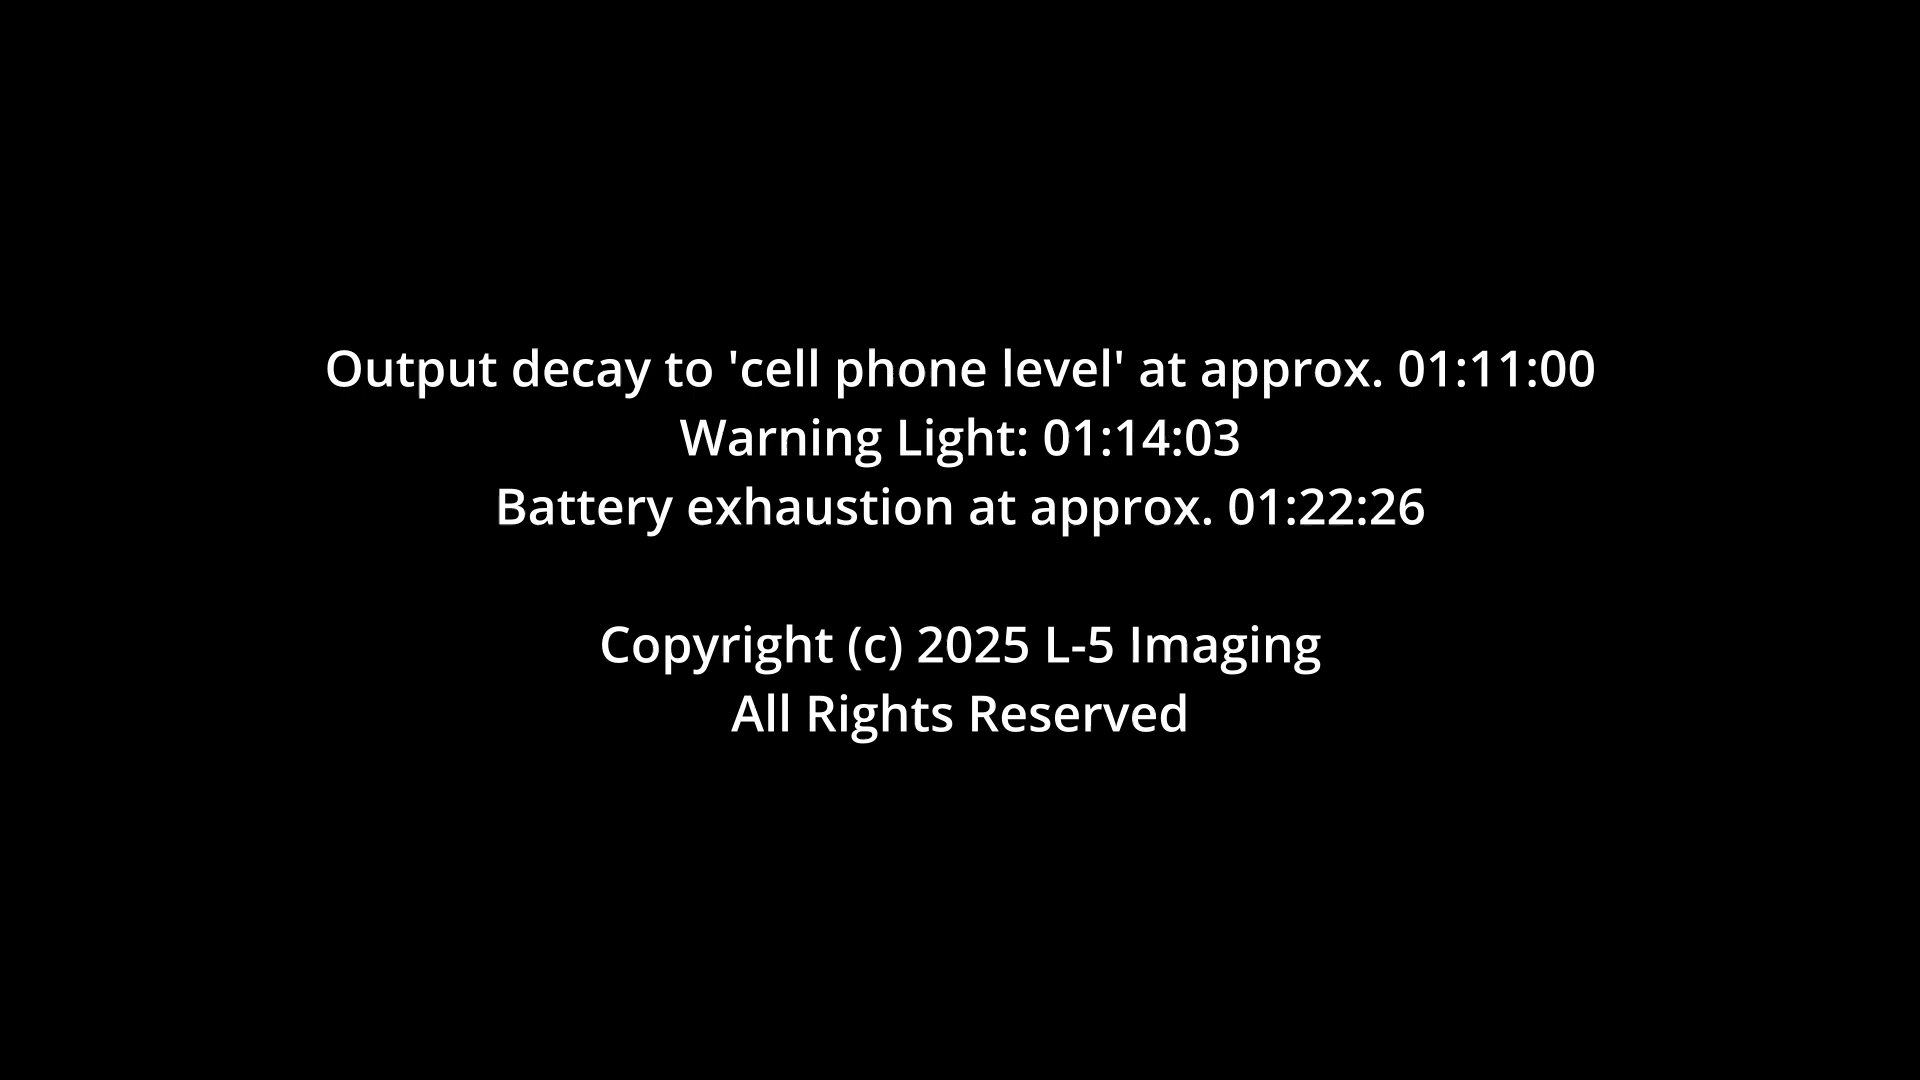 Output decay to 'cell phone level' at approx. 01:11:00
Warning Light: 01:14:03
Battery exhaustion at approx. 01:22:26
Copyright (c) 2025 L-5 Imaging
All Rights Reserved